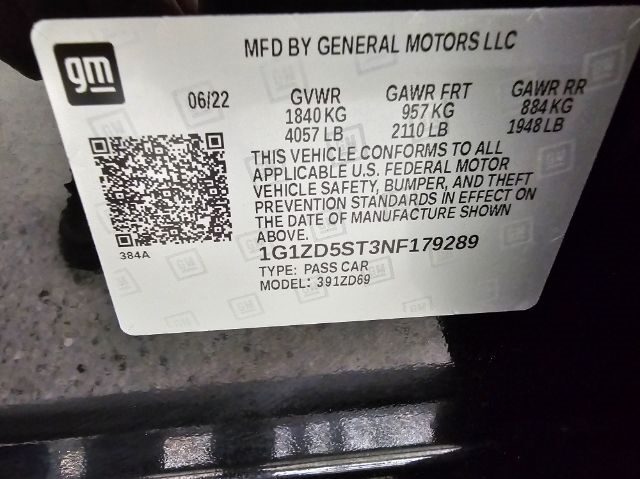 gm
MFD BY GENERAL MOTORS LLC
06/22 GVWR GAWR FRT GAWR RR
1840 KG 957 KG 884 KG
4057 LB 2110 LB 1948 LB
THIS VEHICLE CONFORMS TO ALL
APPLICABLE U.S. FEDERAL MOTOR
VEHICLE SAFETY, BUMPER, AND THEFT
PREVENTION STANDARDS IN EFFECT ON
THE DATE OF MANUFACTURE SHOWN
ABOVE.
384A
1G1ZD5ST3NF179289
TYPE: PASS CAR
MODEL: 391ZD69